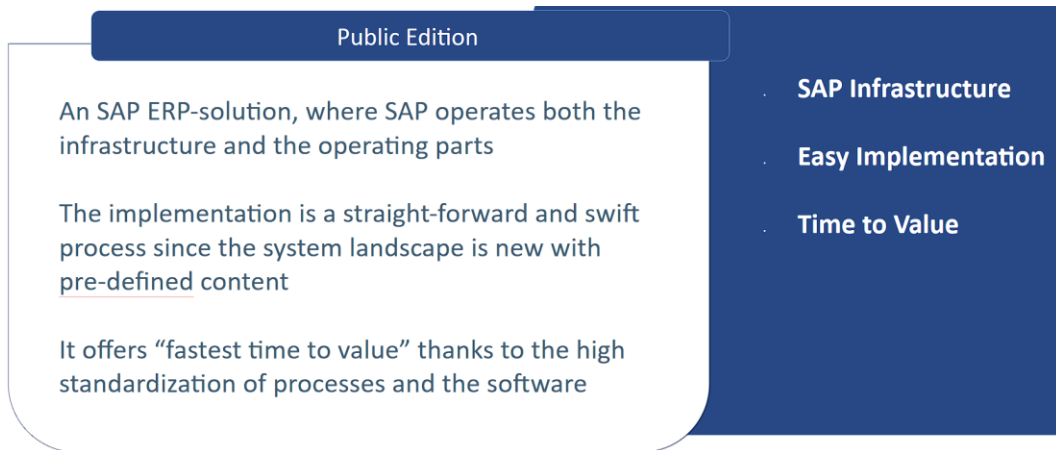 Public Edition
An SAP ERP-solution, where SAP operates both the
infrastructure and the operating parts
The implementation is a straight-forward and swift
process since the system landscape is new with
pre-defined content
It offers “fastest time to value” thanks to the high
standardization of processes and the software
. SAP Infrastructure
. Easy Implementation
. Time to Value